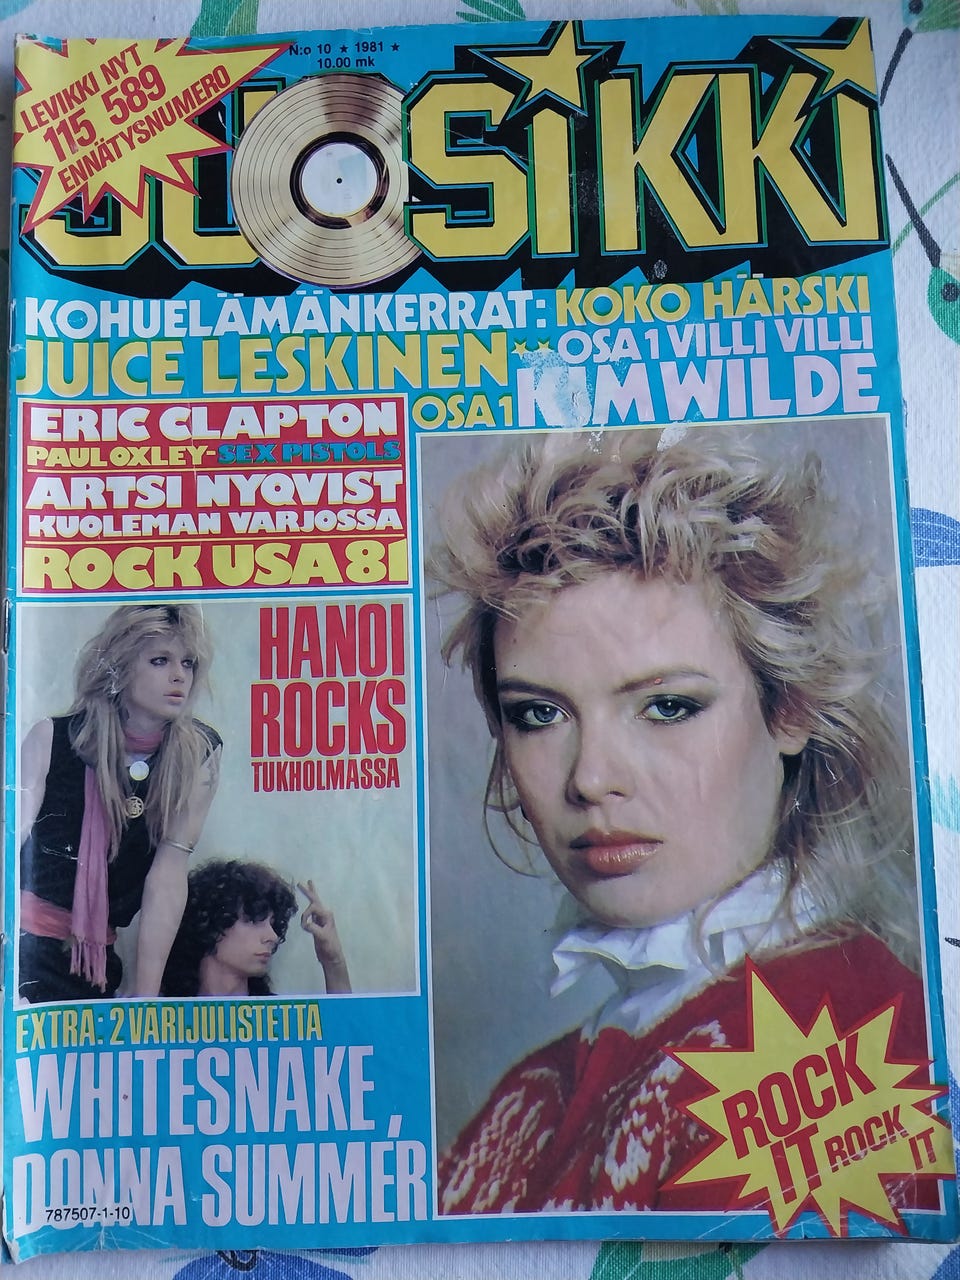 N:o 10 ★ 1981 ★
10.00 mk
LEVIKKI NYT
115 589
ENNÄTYSNUMERO
SUOSIKKI
KOHUELÄMÄNKERRAT: KOKO HÄRSKI
JUICE LESKINEN ★★ OSA 1 VILLI VILLI
OSA 1 KIM WILDE
ERIC CLAPTON
PAUL OXLEY - SEX PISTOLS
ARTSI NYQVIST
KUOLEMAN VARJOSSA
ROCK USA 81
HANOI
ROCKS
TUKHOLMASSA
EXTRA: 2 VÄRIJULISTETTA
WHITESNAKE,
DONNA SUMMER
787507-1-10
ROCK
IT ROCK
IT